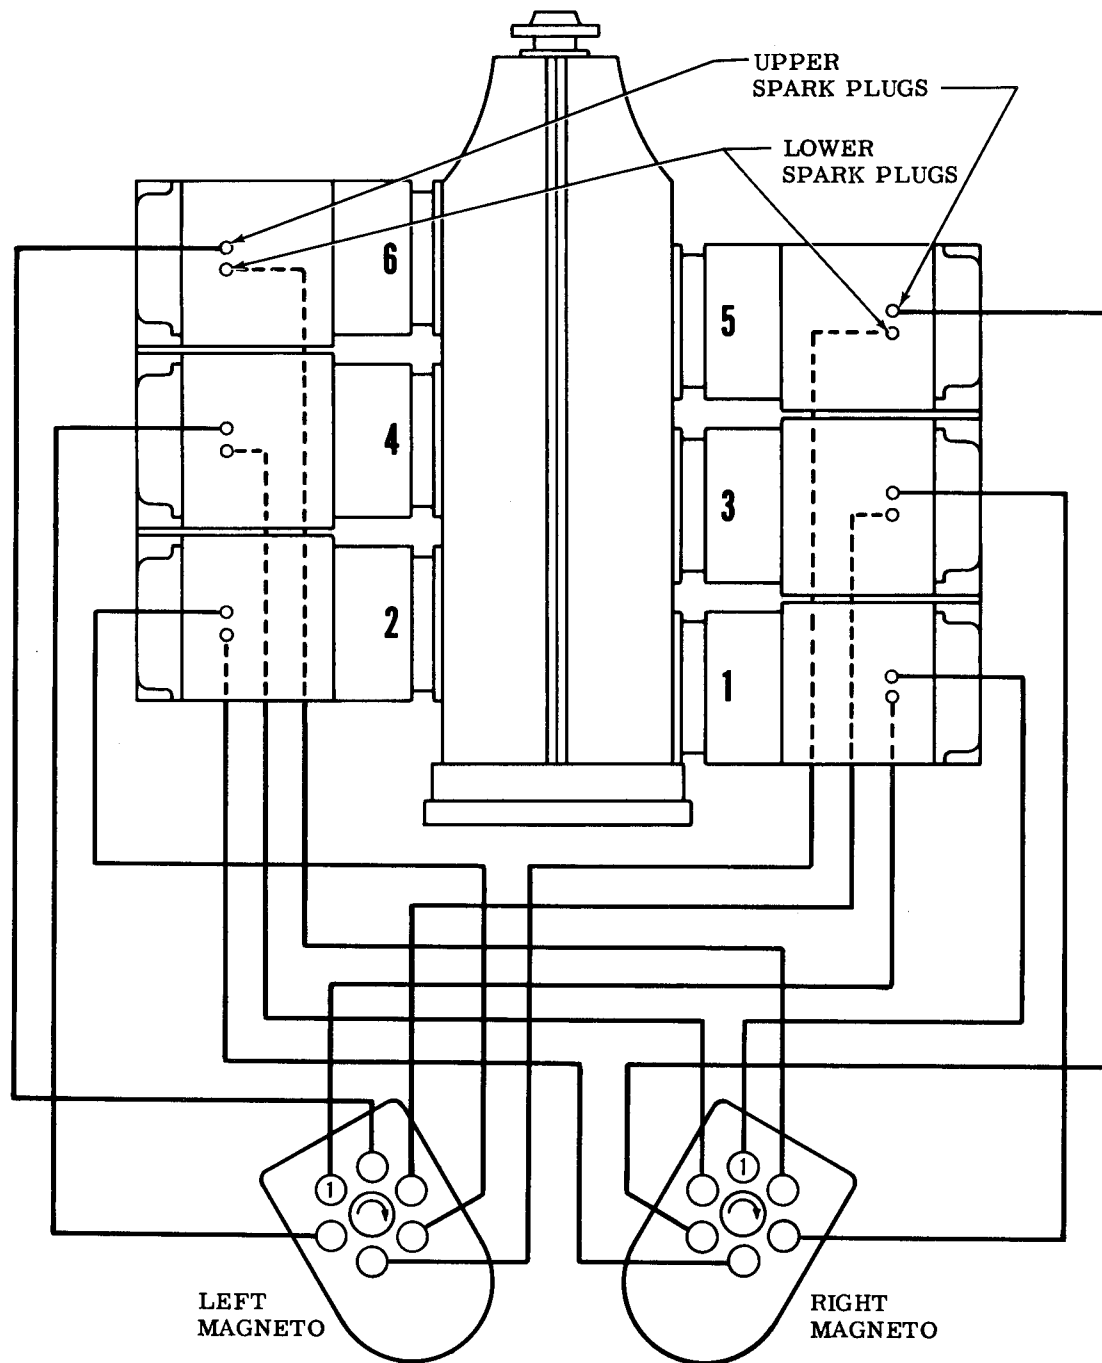 UPPER
SPARK PLUGS
LOWER
SPARK PLUGS
6
5
4
3
2
1
1
1
LEFT
MAGNETO
RIGHT
MAGNETO